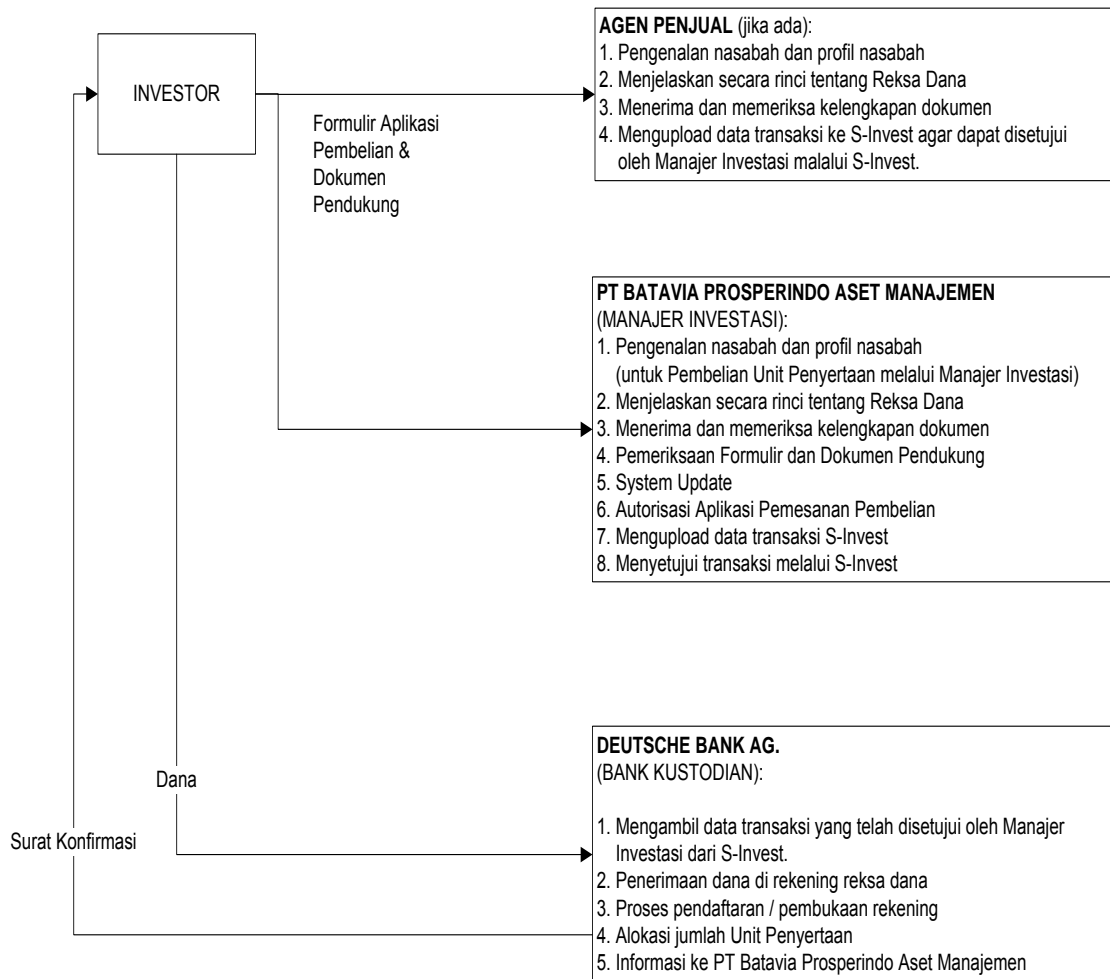 AGEN PENJUAL (jika ada):
1. Pengenalan nasabah dan profil nasabah
2. Menjelaskan secara rinci tentang Reksa Dana
3. Menerima dan memeriksa kelengkapan dokumen
4. Mengupload data transaksi ke S-Invest agar dapat disetujui
oleh Manajer Investasi malalui S-Invest.
INVESTOR
Formulir Aplikasi
Pembelian &
Dokumen
Pendukung
PT BATAVIA PROSPERINDO ASET MANAJEMEN
(MANAJER INVESTASI):
1. Pengenalan nasabah dan profil nasabah
(untuk Pembelian Unit Penyertaan melalui Manajer Investasi)
2. Menjelaskan secara rinci tentang Reksa Dana
3. Menerima dan memeriksa kelengkapan dokumen
4. Pemeriksaan Formulir dan Dokumen Pendukung
5. System Update
6. Autorisasi Aplikasi Pemesanan Pembelian
7. Mengupload data transaksi S-Invest
8. Menyetujui transaksi melalui S-Invest
Dana
Surat Konfirmasi
DEUTSCHE BANK AG.
(BANK KUSTODIAN):
1. Mengambil data transaksi yang telah disetujui oleh Manajer
Investasi dari S-Invest.
2. Penerimaan dana di rekening reksa dana
3. Proses pendaftaran / pembukaan rekening
4. Alokasi jumlah Unit Penyertaan
5. Informasi ke PT Batavia Prosperindo Aset Manajemen